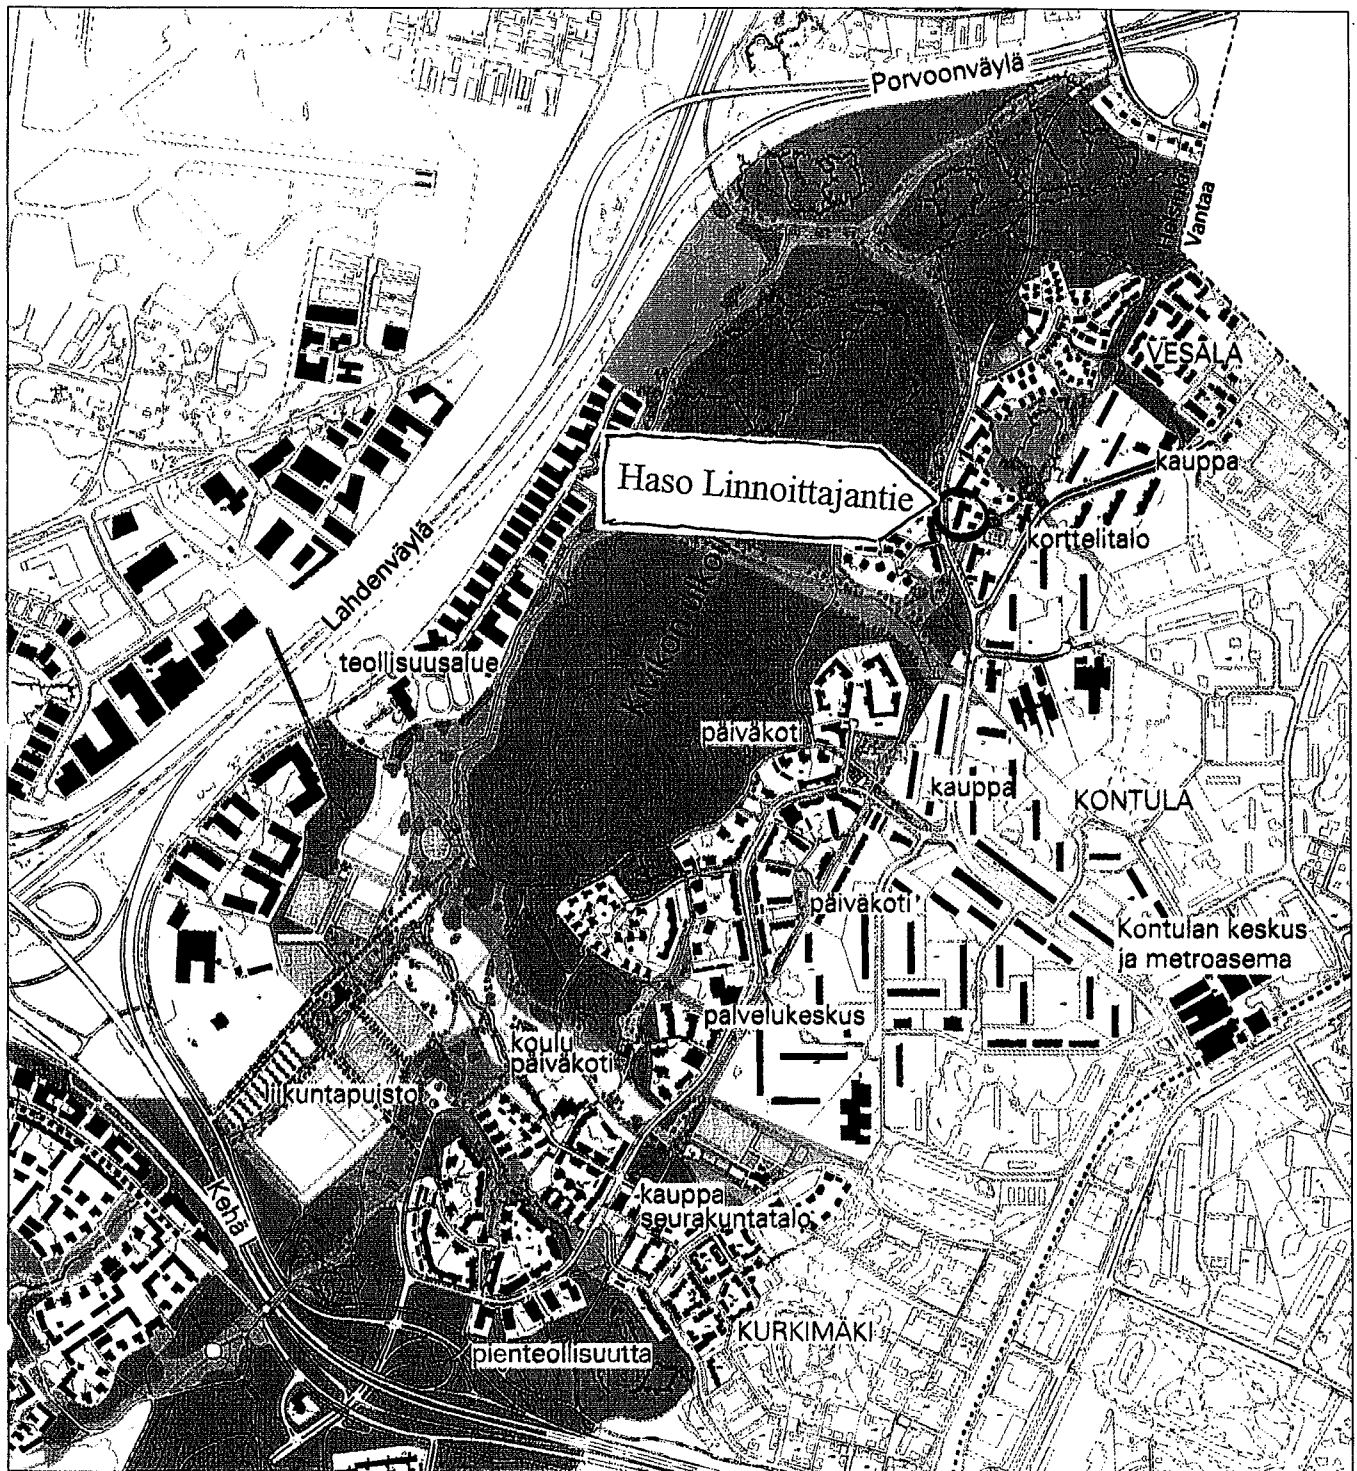 Porvoonväylä
Helsinki
Vantaa
VESALA
kauppa
Haso Linnoittajantie
korttelitalo
Lahdenväylä
teollisuusalue
päiväkoti
kauppa
KONTULA
päiväkoti
Kontulan keskus
ja metroasema
palvelukeskus
koulu
päiväkoti
liikuntapuisto
Kehä
kauppa
seurakuntatalo
KURKIMÄKI
pienteollisuutta